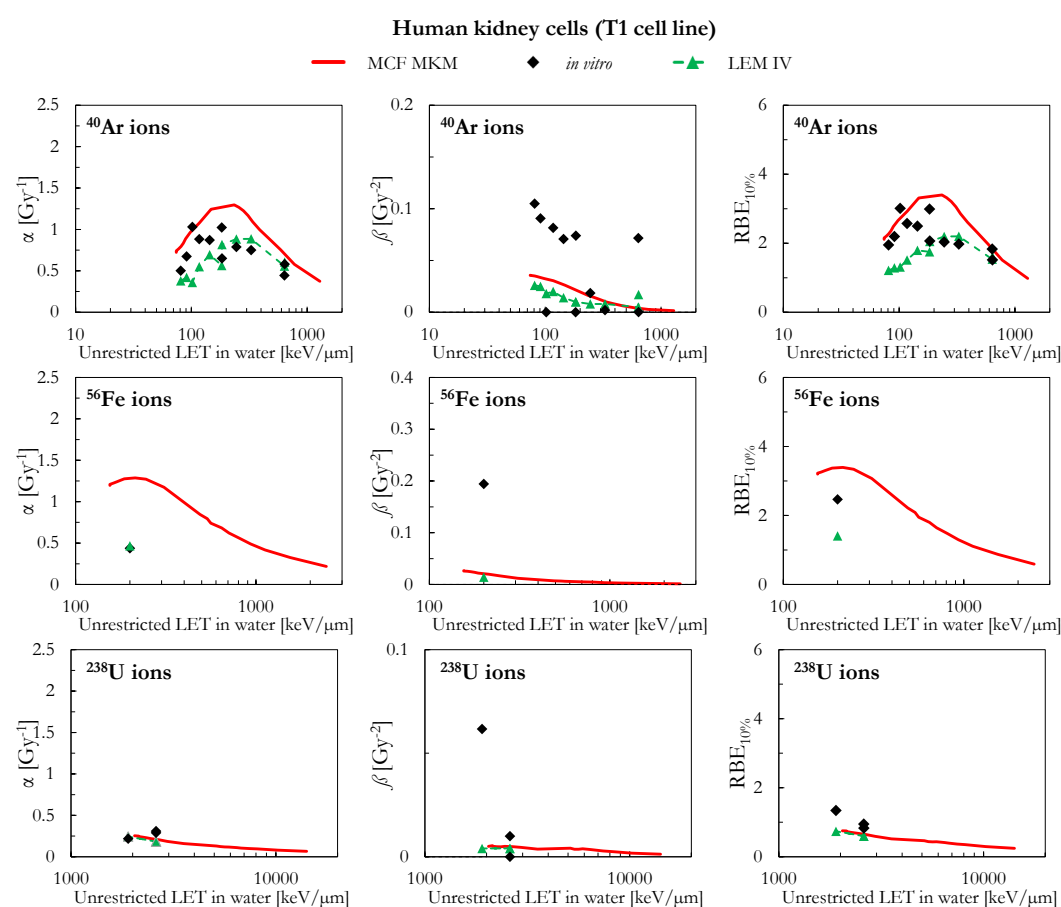 Human kidney cells (T1 cell line)
MCF MKM in vitro LEM IV
2.5 2 1.5 1 0.5 0
α [Gy⁻¹]
⁴⁰Ar ions
10 100 1000
Unrestricted LET in water [keV/μm]
0.2 0.1 0
β [Gy⁻²]
⁴⁰Ar ions
10 100 1000
Unrestricted LET in water [keV/μm]
6 4 2 0
RBE₁₀%
⁴⁰Ar ions
10 100 1000
Unrestricted LET in water [keV/μm]
2.5 2 1.5 1 0.5 0
α [Gy⁻¹]
⁵⁶Fe ions
100 1000
Unrestricted LET in water [keV/μm]
0.4 0.3 0.2 0.1 0
β [Gy⁻²]
⁵⁶Fe ions
100 1000
Unrestricted LET in water [keV/μm]
6 4 2 0
RBE₁₀%
⁵⁶Fe ions
100 1000
Unrestricted LET in water [keV/μm]
2.5 2 1.5 1 0.5 0
α [Gy⁻¹]
²³⁸U ions
1000 10000
Unrestricted LET in water [keV/μm]
0.1 0
β [Gy⁻²]
²³⁸U ions
1000 10000
Unrestricted LET in water [keV/μm]
6 4 2 0
RBE₁₀%
²³⁸U ions
1000 10000
Unrestricted LET in water [keV/μm]